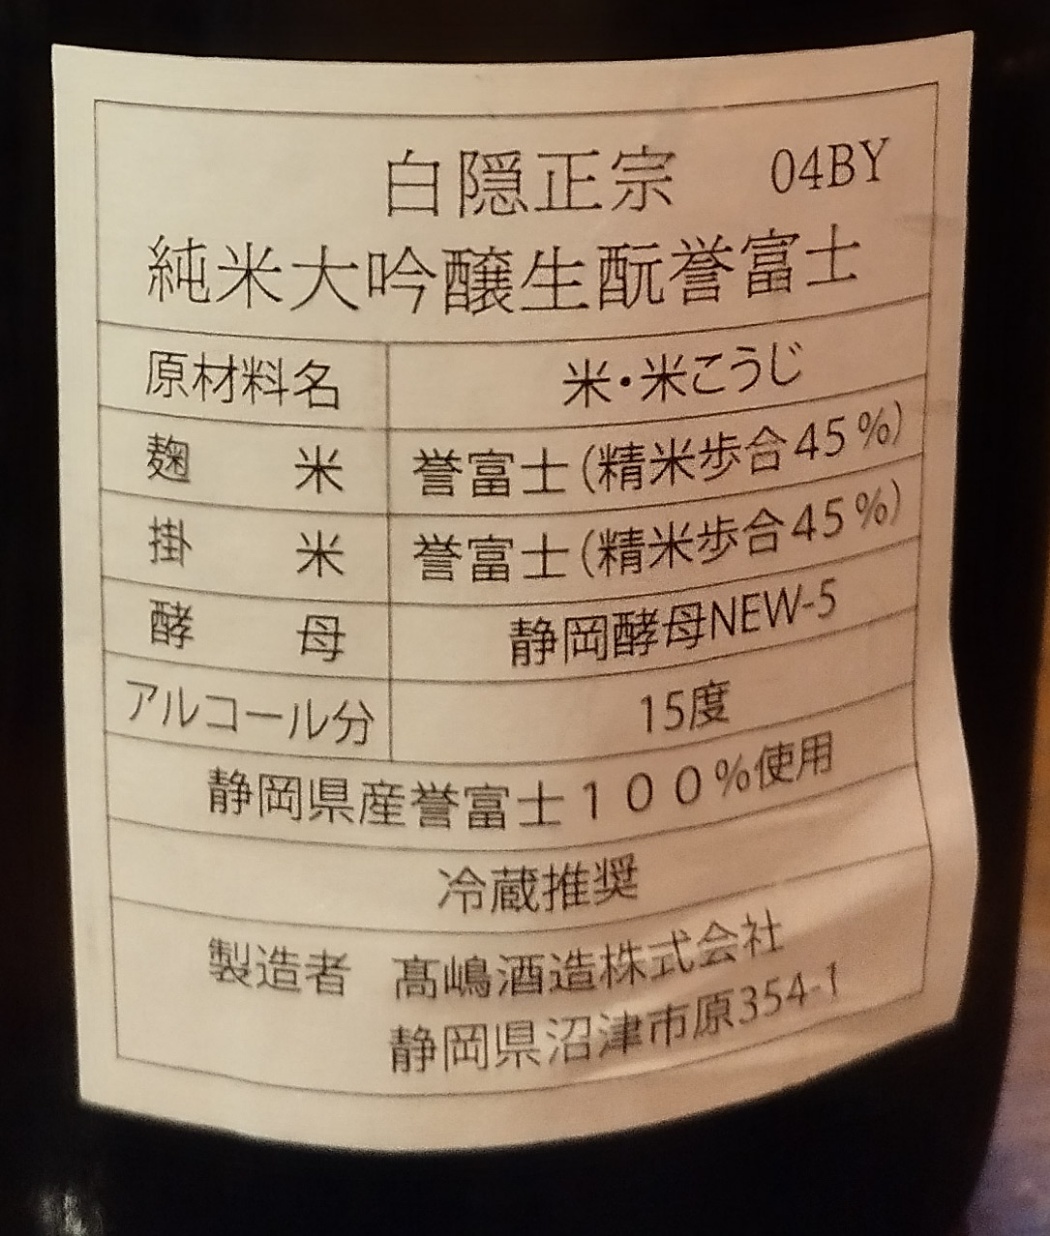 白隠正宗 04BY
純米大吟醸生酛誉富士
原材料名 米・米こうじ
麹米 誉富士(精米歩合45%)
掛米 誉富士(精米歩合45%)
酵母 静岡酵母NEW-5
アルコール分 15度
静岡県産誉富士100%使用
冷蔵推奨
製造者 髙嶋酒造株式会社
静岡県沼津市原354-1